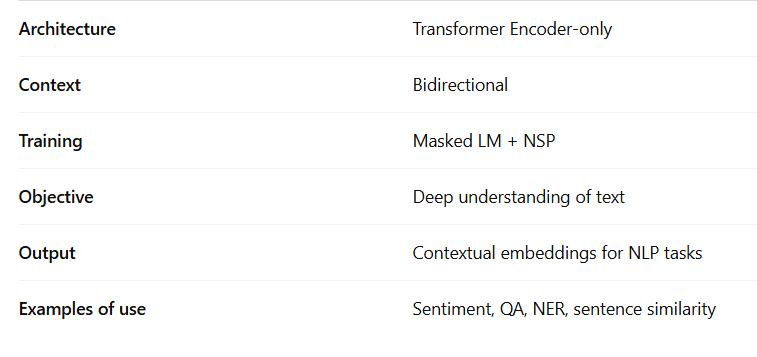 Architecture Transformer Encoder-only
Context Bidirectional
Training Masked LM + NSP
Objective Deep understanding of text
Output Contextual embeddings for NLP tasks
Examples of use Sentiment, QA, NER, sentence similarity